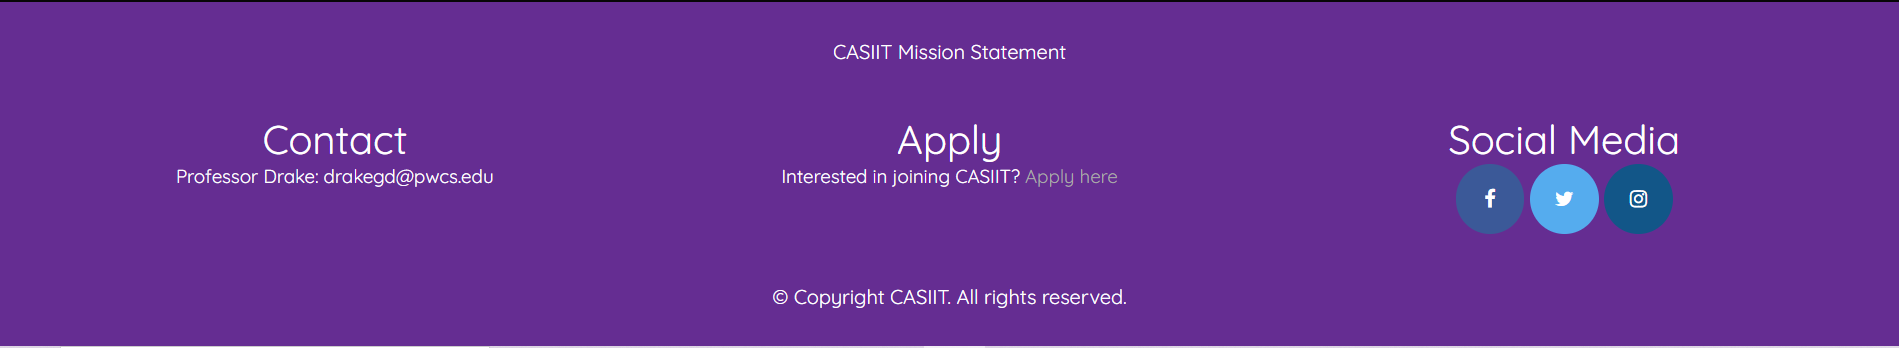 CASIIT Mission Statement
Contact
Professor Drake: drakegd@pwcs.edu
Apply
Interested in joining CASIIT? Apply here
Social Media
© Copyright CASIIT. All rights reserved.